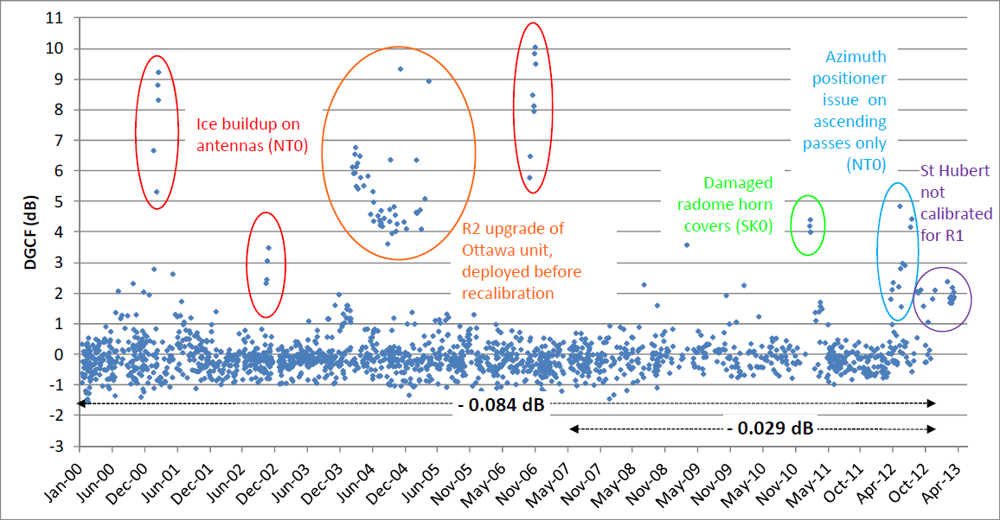 11
10
9
8
7
6
5
4
3
2
1
0
-1
-2
-3
DGCF (dB)
Ice buildup on
antennas (NT0)
R2 upgrade of
Ottawa unit,
deployed before
recalibration
Damaged
radome horn
covers (SK0)
Azimuth
positioner
issue on
ascending
passes only
(NT0)
St Hubert
not
calibrated
for R1
- 0.084 dB
- 0.029 dB
Jan-00
Jun-00
Dec-00
Jun-01
Dec-01
Jun-02
Dec-02
Jun-03
Dec-03
Jun-04
Dec-04
Jun-05
Nov-05
May-06
Nov-06
May-07
Nov-07
May-08
Nov-08
May-09
Nov-09
May-10
Nov-10
May-11
Oct-11
Apr-12
Oct-12
Apr-13